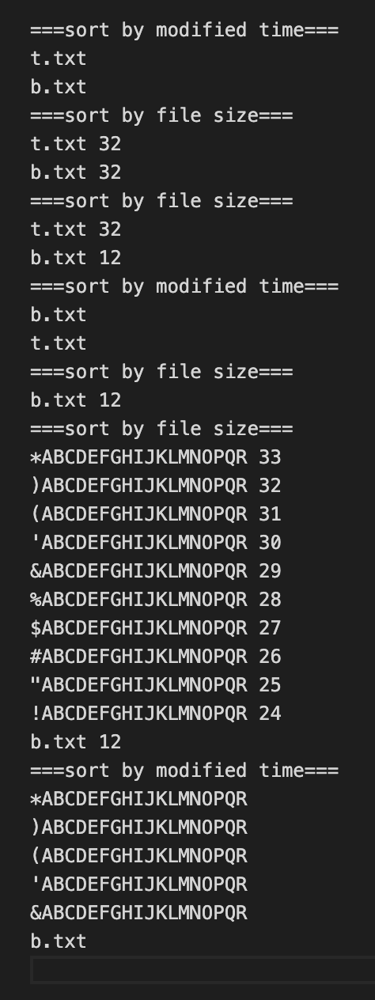 ===sort by modified time===
t.txt
b.txt
===sort by file size===
t.txt 32
b.txt 32
===sort by file size===
t.txt 32
b.txt 12
===sort by modified time===
b.txt
t.txt
===sort by file size===
b.txt 12
===sort by file size===
*ABCDEFGHIJKLMNOPQR 33
)ABCDEFGHIJKLMNOPQR 32
(ABCDEFGHIJKLMNOPQR 31
'ABCDEFGHIJKLMNOPQR 30
&ABCDEFGHIJKLMNOPQR 29
%ABCDEFGHIJKLMNOPQR 28
$ABCDEFGHIJKLMNOPQR 27
#ABCDEFGHIJKLMNOPQR 26
"ABCDEFGHIJKLMNOPQR 25
!ABCDEFGHIJKLMNOPQR 24
b.txt 12
===sort by modified time===
*ABCDEFGHIJKLMNOPQR
)ABCDEFGHIJKLMNOPQR
(ABCDEFGHIJKLMNOPQR
'ABCDEFGHIJKLMNOPQR
&ABCDEFGHIJKLMNOPQR
b.txt